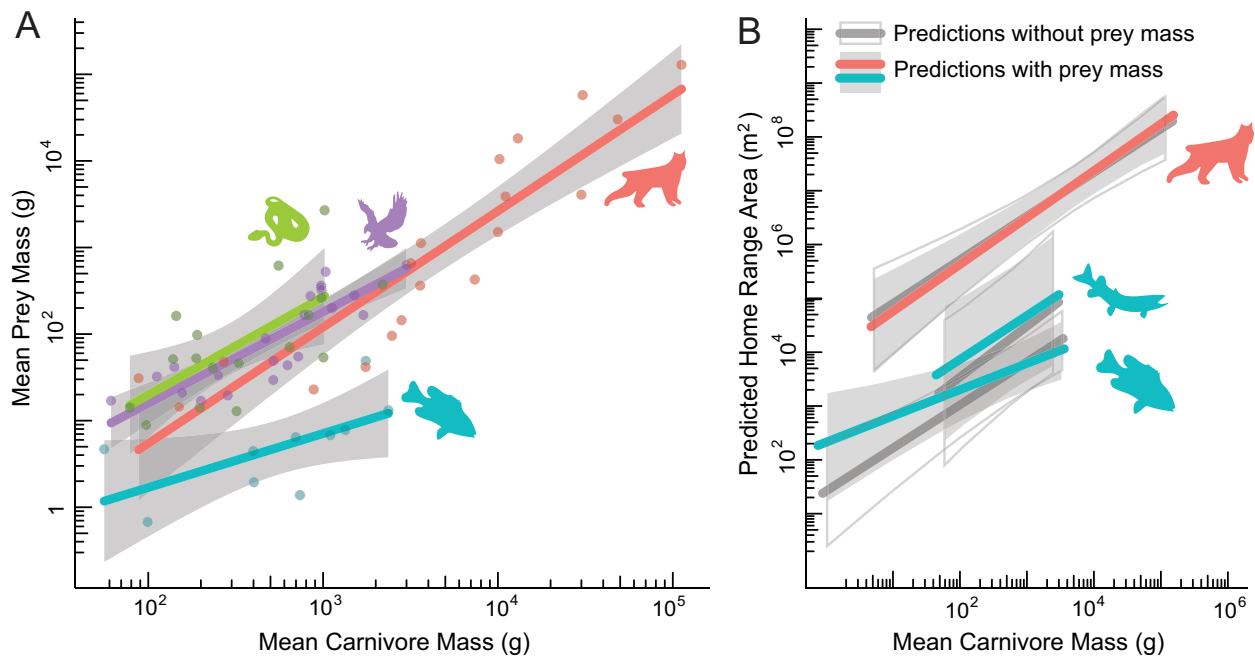 A
Mean Prey Mass (g)
10^4
10^2
1
10^2
10^3
10^4
10^5
Mean Carnivore Mass (g)
B
Predictions without prey mass
Predictions with prey mass
Predicted Home Range Area (m^2)
10^8
10^6
10^4
10^2
10^2
10^4
10^6
Mean Carnivore Mass (g)